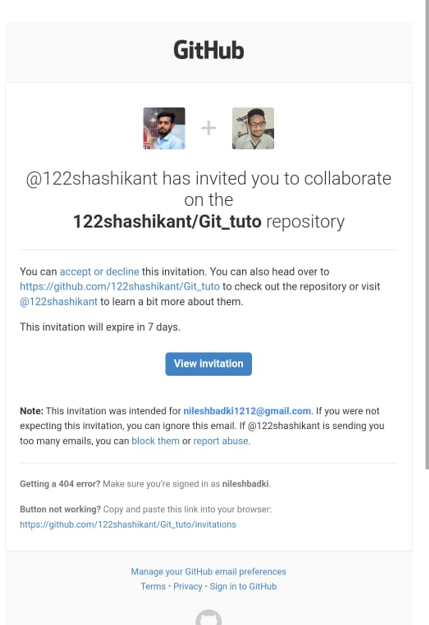 GitHub
@122shashikant has invited you to collaborate
on the
122shashikant/Git_tuto repository
You can accept or decline this invitation. You can also head over to
https://github.com/122shashikant/Git_tuto to check out the repository or visit
@122shashikant to learn a bit more about them.
This invitation will expire in 7 days.
View invitation
Note: This invitation was intended for nileshbadki1212@gmail.com. If you were not
expecting this invitation, you can ignore this email. If @122shashikant is sending you
too many emails, you can block them or report abuse.
Getting a 404 error? Make sure you're signed in as nileshbadki.
Button not working? Copy and paste this link into your browser:
https://github.com/122shashikant/Git_tuto/invitations
Manage your GitHub email preferences
Terms • Privacy • Sign in to GitHub